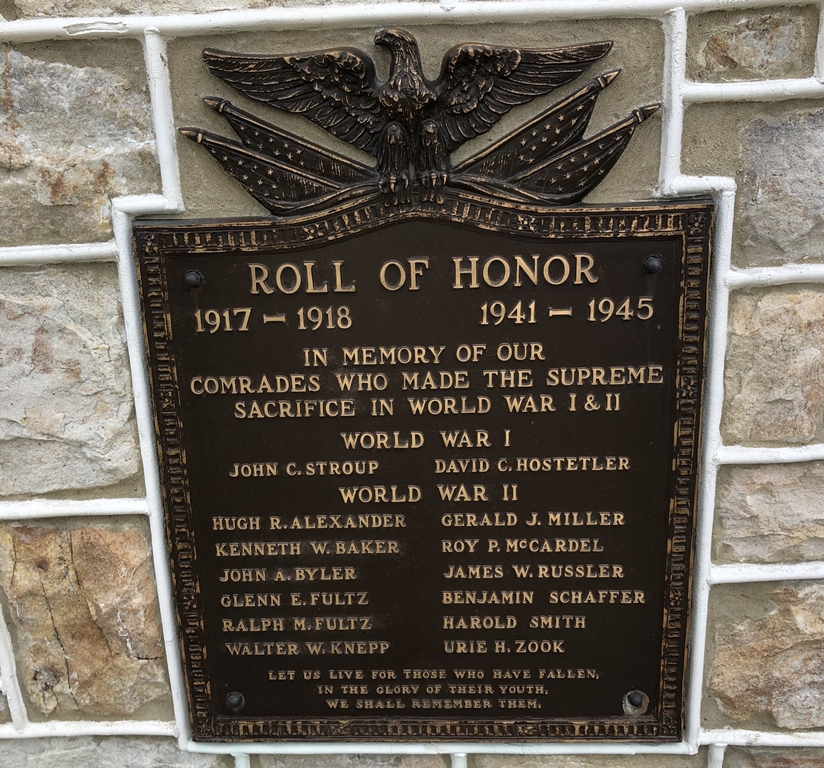 ROLL OF HONOR
1917 – 1918 1941 – 1945
IN MEMORY OF OUR
COMRADES WHO MADE THE SUPREME
SACRIFICE IN WORLD WAR I & II
WORLD WAR I
JOHN C. STROUP DAVID C. HOSTETLER
WORLD WAR II
HUGH R. ALEXANDER GERALD J. MILLER
KENNETH W. BAKER ROY P. McCARDEL
JOHN A. BYLER JAMES W. RUSSLER
GLENN E. FULTZ BENJAMIN SCHAFFER
RALPH M. FULTZ HAROLD SMITH
WALTER W. KNEPP URIE H. ZOOK
LET US LIVE FOR THOSE WHO HAVE FALLEN,
IN THE GLORY OF THEIR YOUTH,
WE SHALL REMEMBER THEM.